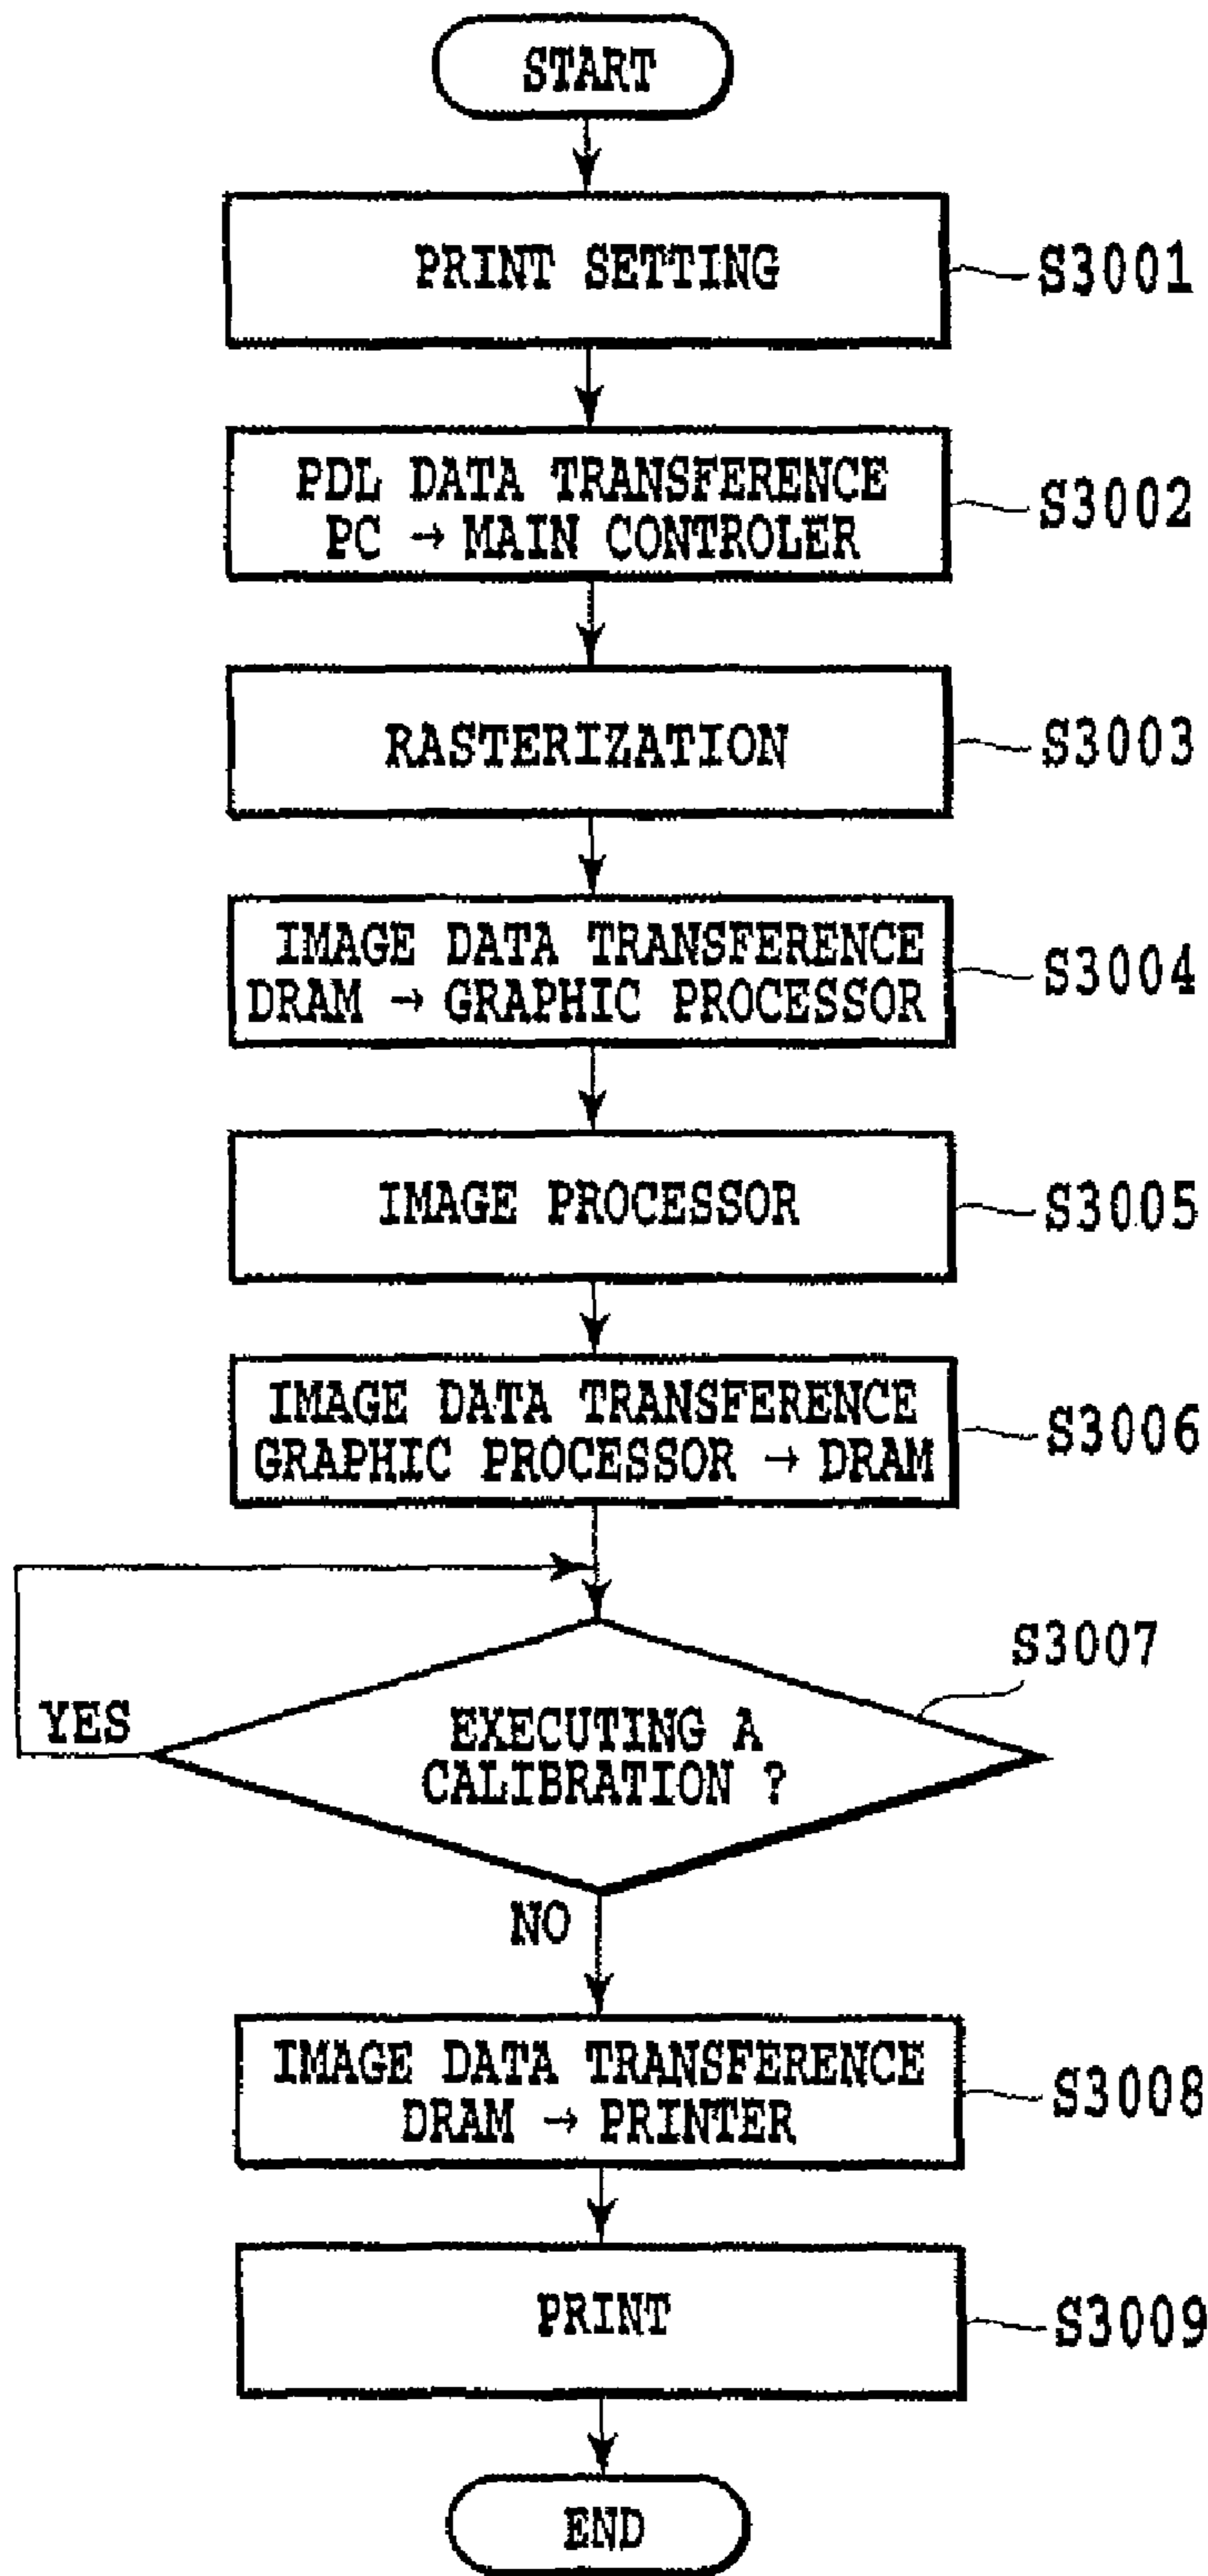 START
PRINT SETTING
S3001
PDL DATA TRANSFERENCE
PC → MAIN CONTROLER
S3002
RASTERIZATION
S3003
IMAGE DATA TRANSFERENCE
DRAM → GRAPHIC PROCESSOR
S3004
IMAGE PROCESSOR
S3005
IMAGE DATA TRANSFERENCE
GRAPHIC PROCESSOR → DRAM
S3006
S3007
YES
EXECUTING A
CALIBRATION ?
NO
IMAGE DATA TRANSFERENCE
DRAM → PRINTER
S3008
PRINT
S3009
END